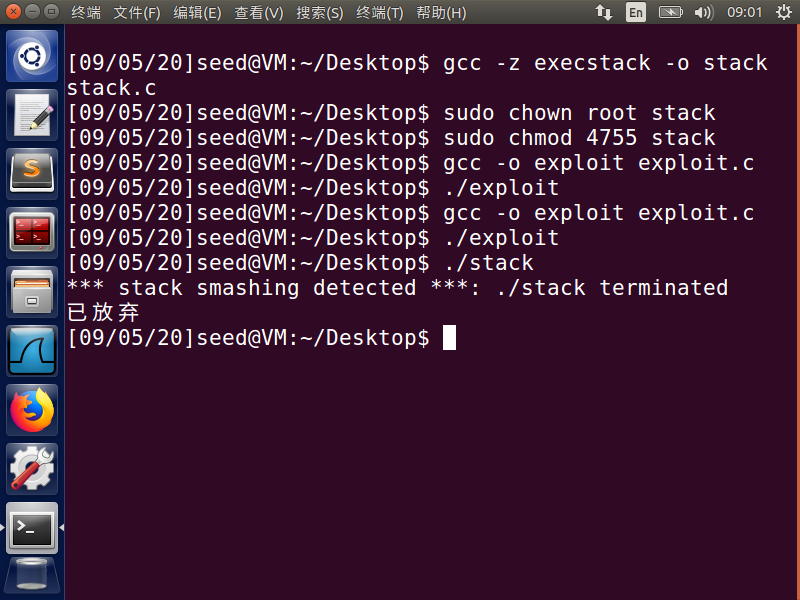 终端 文件(F) 编辑(E) 查看(V) 搜索(S) 终端(T) 帮助(H) En 09:01
[09/05/20]seed@VM:~/Desktop$ gcc -z execstack -o stack
stack.c
[09/05/20]seed@VM:~/Desktop$ sudo chown root stack
[09/05/20]seed@VM:~/Desktop$ sudo chmod 4755 stack
[09/05/20]seed@VM:~/Desktop$ gcc -o exploit exploit.c
[09/05/20]seed@VM:~/Desktop$ ./exploit
[09/05/20]seed@VM:~/Desktop$ gcc -o exploit exploit.c
[09/05/20]seed@VM:~/Desktop$ ./exploit
[09/05/20]seed@VM:~/Desktop$ ./stack
*** stack smashing detected ***: ./stack terminated
已放弃
[09/05/20]seed@VM:~/Desktop$